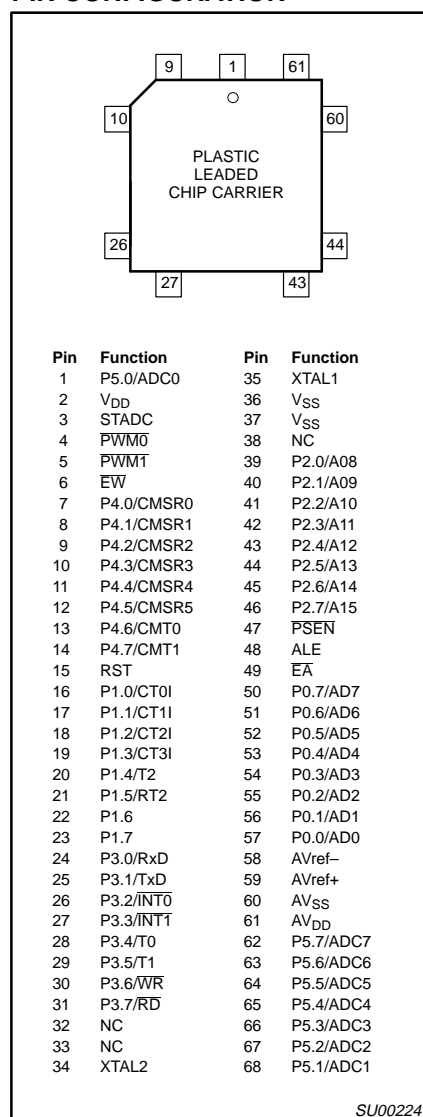 PIN CONFIGURATION
9 1 61
10 60
PLASTIC
LEADED
CHIP CARRIER
26 44
27 43
Pin Function Pin Function
1 P5.0/ADC0 35 XTAL1
2 VDD 36 VSS
3 STADC 37 VSS
4 PWM0 38 NC
5 PWM1 39 P2.0/A08
6 EW 40 P2.1/A09
7 P4.0/CMSR0 41 P2.2/A10
8 P4.1/CMSR1 42 P2.3/A11
9 P4.2/CMSR2 43 P2.4/A12
10 P4.3/CMSR3 44 P2.5/A13
11 P4.4/CMSR4 45 P2.6/A14
12 P4.5/CMSR5 46 P2.7/A15
13 P4.6/CMT0 47 PSEN
14 P4.7/CMT1 48 ALE
15 RST 49 EA
16 P1.0/CT0I 50 P0.7/AD7
17 P1.1/CT1I 51 P0.6/AD6
18 P1.2/CT2I 52 P0.5/AD5
19 P1.3/CT3I 53 P0.4/AD4
20 P1.4/T2 54 P0.3/AD3
21 P1.5/RT2 55 P0.2/AD2
22 P1.6 56 P0.1/AD1
23 P1.7 57 P0.0/AD0
24 P3.0/RxD 58 AVref–
25 P3.1/TxD 59 AVref+
26 P3.2/INT0 60 AVSS
27 P3.3/INT1 61 AVDD
28 P3.4/T0 62 P5.7/ADC7
29 P3.5/T1 63 P5.6/ADC6
30 P3.6/WR 64 P5.5/ADC5
31 P3.7/RD 65 P5.4/ADC4
32 NC 66 P5.3/ADC3
33 NC 67 P5.2/ADC2
34 XTAL2 68 P5.1/ADC1
SU00224